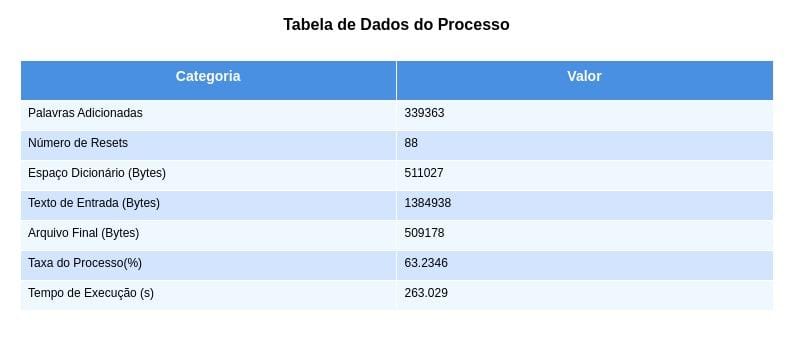 Tabela de Dados do Processo
Categoria Valor
Palavras Adicionadas 339363
Número de Resets 88
Espaço Dicionário (Bytes) 511027
Texto de Entrada (Bytes) 1384938
Arquivo Final (Bytes) 509178
Taxa do Processo(%) 63.2346
Tempo de Execução (s) 263.029